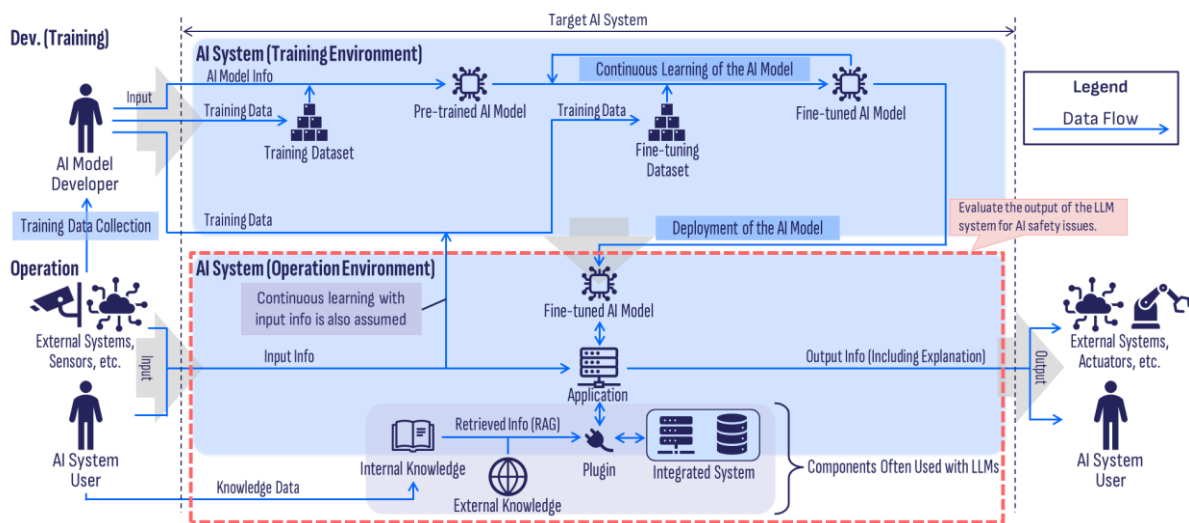 Target AI System
Dev. (Training)
AI System (Training Environment)
AI Model Info
Continuous Learning of the AI Model
Input
Training Data
Pre-trained AI Model
Training Data
Fine-tuned AI Model
Training Dataset
Fine-tuning
Dataset
AI Model
Developer
Legend
Data Flow
Training Data Collection
Training Data
Deployment of the AI Model
Evaluate the output of the LLM
system for AI safety issues.
Operation
AI System (Operation Environment)
Continuous learning with
input info is also assumed
Fine-tuned AI Model
External Systems,
Sensors, etc.
Input
Input Info
Application
Output Info (Including Explanation)
Output
External Systems,
Actuators, etc.
AI System
User
Retrieved Info (RAG)
Internal Knowledge
External Knowledge
Plugin
Integrated System
Components Often Used with LLMs
AI System
User
Knowledge Data